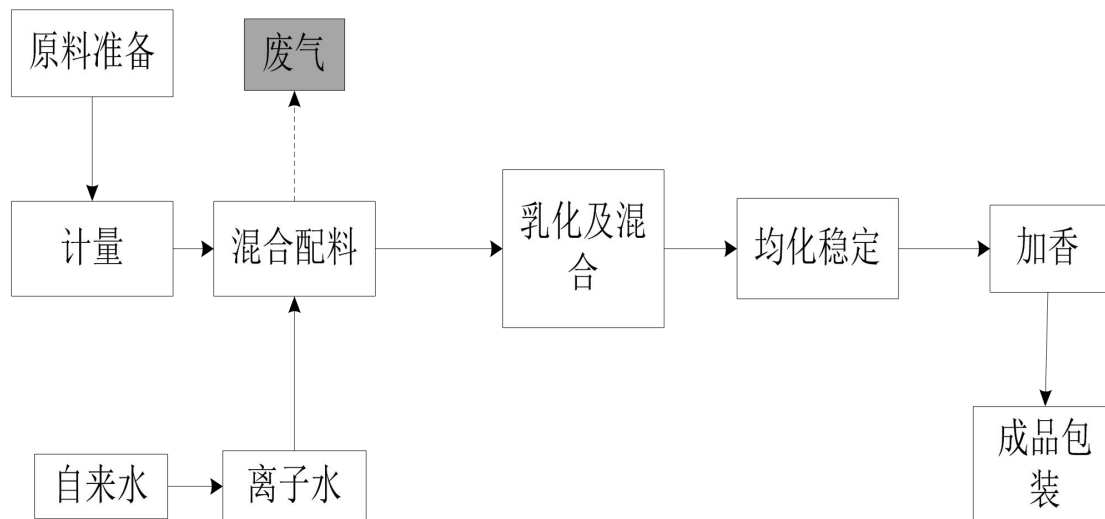 原料准备
废气
计量
混合配料
乳化及混
合
均化稳定
加香
自来水
离子水
成品包
装